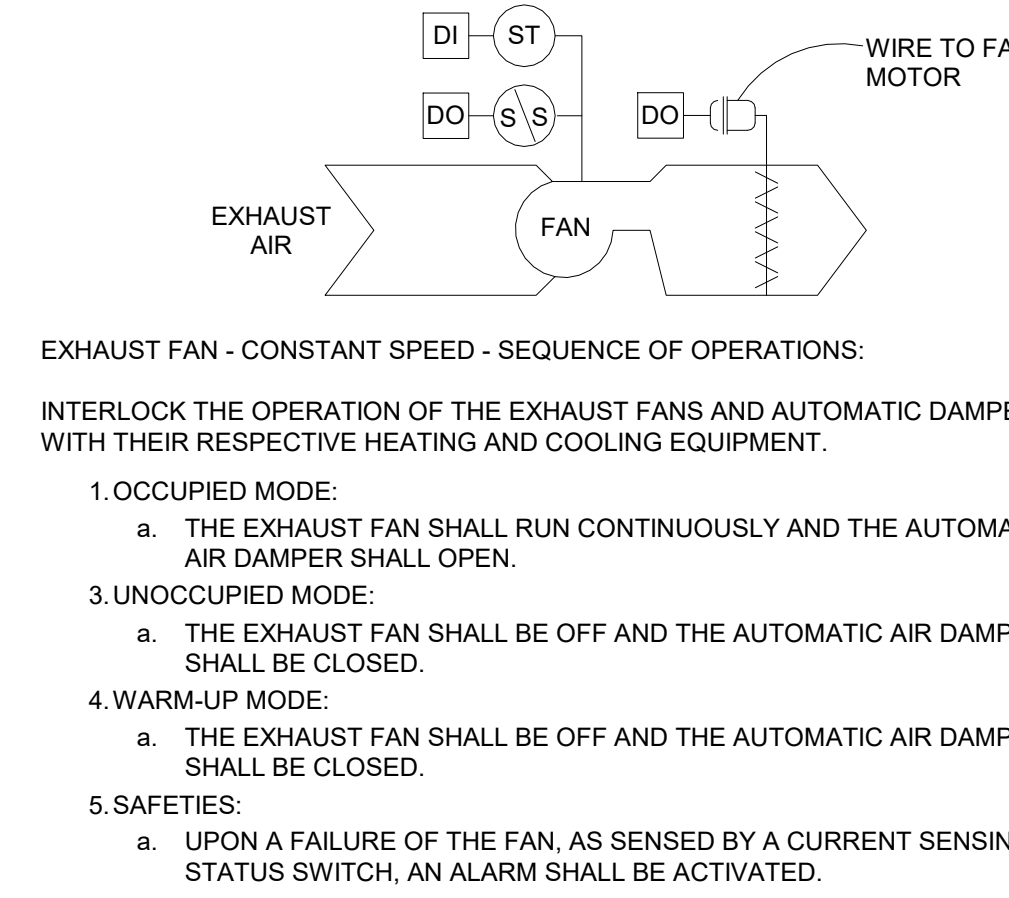 DI ST
WIRE TO FA
MOTOR
DO S S DO
EXHAUST
AIR
FAN
EXHAUST FAN - CONSTANT SPEED - SEQUENCE OF OPERATIONS:
INTERLOCK THE OPERATION OF THE EXHAUST FANS AND AUTOMATIC DAMPE
WITH THEIR RESPECTIVE HEATING AND COOLING EQUIPMENT.
1. OCCUPIED MODE:
a. THE EXHAUST FAN SHALL RUN CONTINUOUSLY AND THE AUTOMA
AIR DAMPER SHALL OPEN.
3. UNOCCUPIED MODE:
a. THE EXHAUST FAN SHALL BE OFF AND THE AUTOMATIC AIR DAMP
SHALL BE CLOSED.
4. WARM-UP MODE:
a. THE EXHAUST FAN SHALL BE OFF AND THE AUTOMATIC AIR DAMP
SHALL BE CLOSED.
5. SAFETIES:
a. UPON A FAILURE OF THE FAN, AS SENSED BY A CURRENT SENSIN
STATUS SWITCH, AN ALARM SHALL BE ACTIVATED.